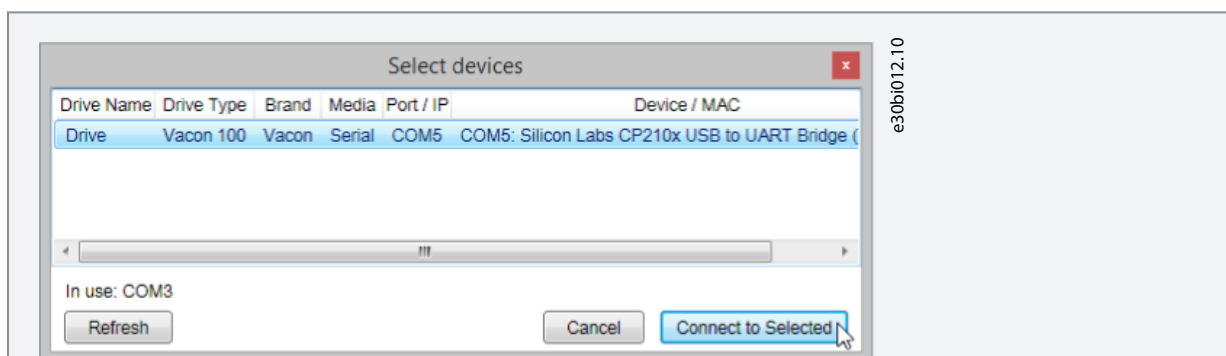 Select devices
x
Drive Name Drive Type Brand Media Port / IP Device / MAC
Drive Vacon 100 Vacon Serial COM5 COM5: Silicon Labs CP210x USB to UART Bridge (
In use: COM3
Refresh Cancel Connect to Selected
e30bi012.10